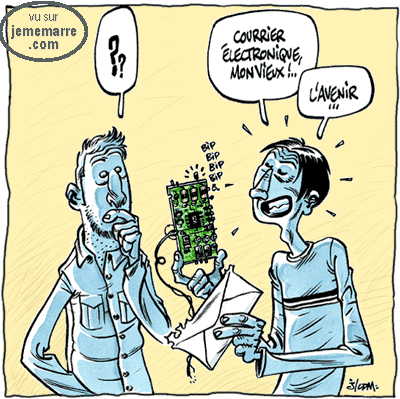 vu sur
jememarre
.com
??
COURRIER
ÉLECTRONIQUE,
MON VIEUX !..
L'AVENIR
...
BIP
BIP
BIP
BIP
&